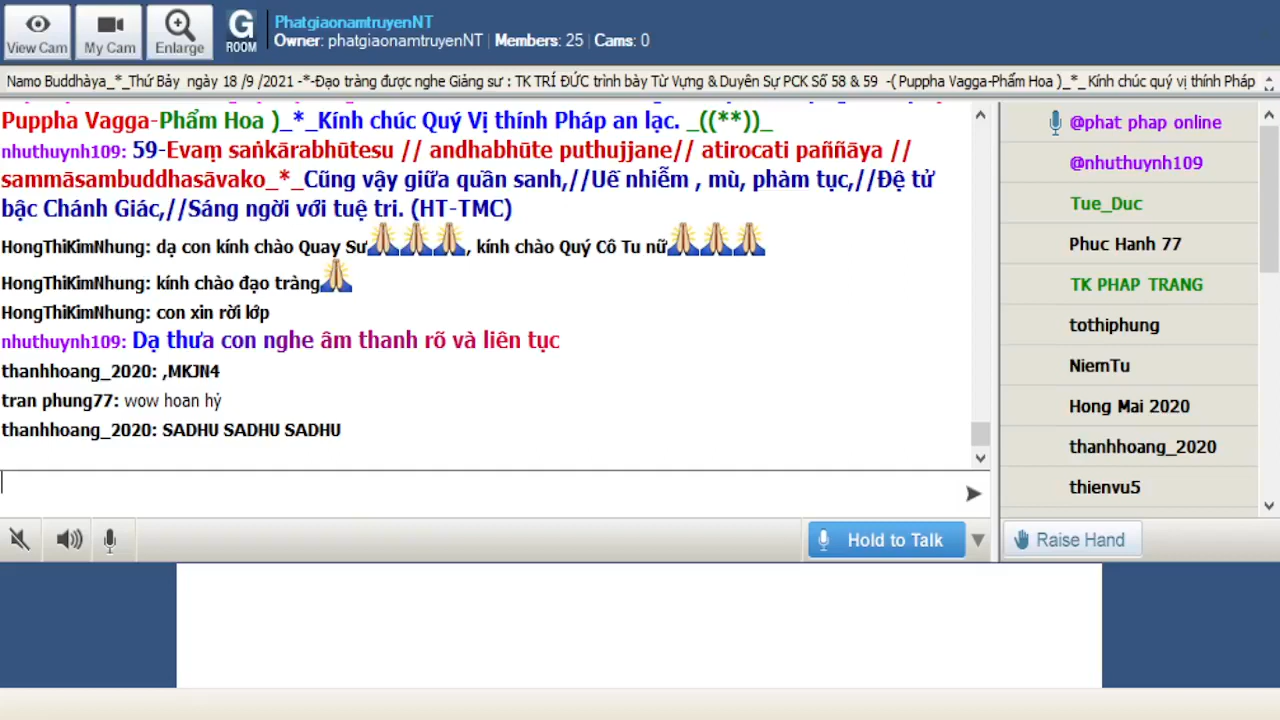 View Cam
My Cam
Enlarge
G
ROOM
PhatgiaonamtruyenNT
Owner: phatgiaonamtruyenNT | Members: 25 | Cams: 0
Namo Buddhàya_*_Thứ Bảy ngày 18 /9 /2021 -*-Đạo tràng được nghe Giảng sư : TK TRÍ ĐỨC trình bày Từ Vựng & Duyên Sự PCK Số 58 & 59 -( Puppha Vagga-Phẩm Hoa )_*_ Kính chúc quý vị thính Pháp
Puppha Vagga-Phẩm Hoa )_*_Kính chúc Quý Vị thính Pháp an lạc. _((**))_
nhuthuynh109: 59-Evaṃ saṅkārabhūtesu // andhabhūte puthujjane// atirocati paññāya //
sammāsambuddhasāvako_*_Cũng vậy giữa quần sanh,//Uế nhiễm , mù, phàm tục,//Đệ tử
bậc Chánh Giác,//Sáng ngời với tuệ tri. (HT-TMC)
HongThiKimNhung: dạ con kính chào Quay Sư🙏🙏🙏, kính chào Quý Cô Tu nữ🙏🙏🙏
HongThiKimNhung: kính chào đạo tràng🙏
HongThiKimNhung: con xin rời lớp
nhuthuynh109: Dạ thưa con nghe âm thanh rõ và liên tục
thanhhoang_2020: ,MKJN4
tran phung77: wow hoan hỷ
thanhhoang_2020: SADHU SADHU SADHU
@phat phap online
@nhuthuynh109
Tue_Duc
Phuc Hanh 77
TK PHAP TRANG
tothiphung
NiemTu
Hong Mai 2020
thanhhoang_2020
thienvu5
Hold to Talk
Raise Hand